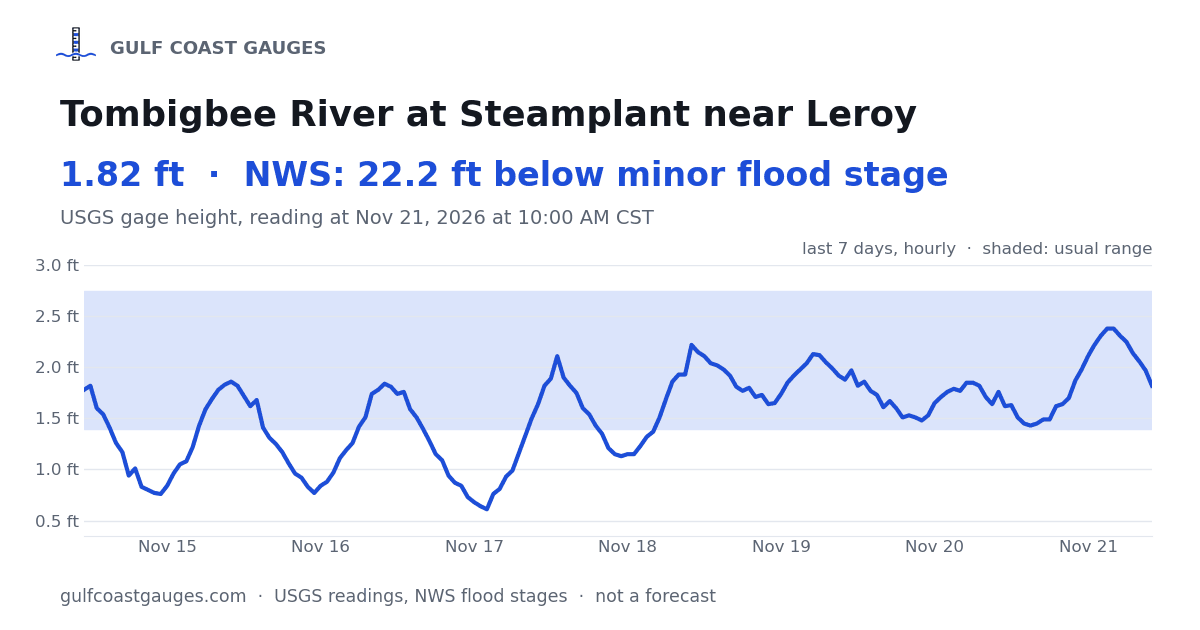 GULF COAST GAUGES
Tombigbee River at Steamplant near Leroy
1.82 ft · NWS: 22.2 ft below minor flood stage
USGS gage height, reading at Nov 21, 2026 at 10:00 AM CST
last 7 days, hourly · shaded: usual range
3.0 ft
2.5 ft
2.0 ft
1.5 ft
1.0 ft
0.5 ft
Nov 15 Nov 16 Nov 17 Nov 18 Nov 19 Nov 20 Nov 21
gulfcoastgauges.com · USGS readings, NWS flood stages · not a forecast